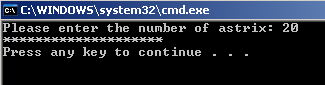 C:\WINDOWS\system32\cmd.exe
Please enter the number of astrix: 20
********************
Press any key to continue . . .